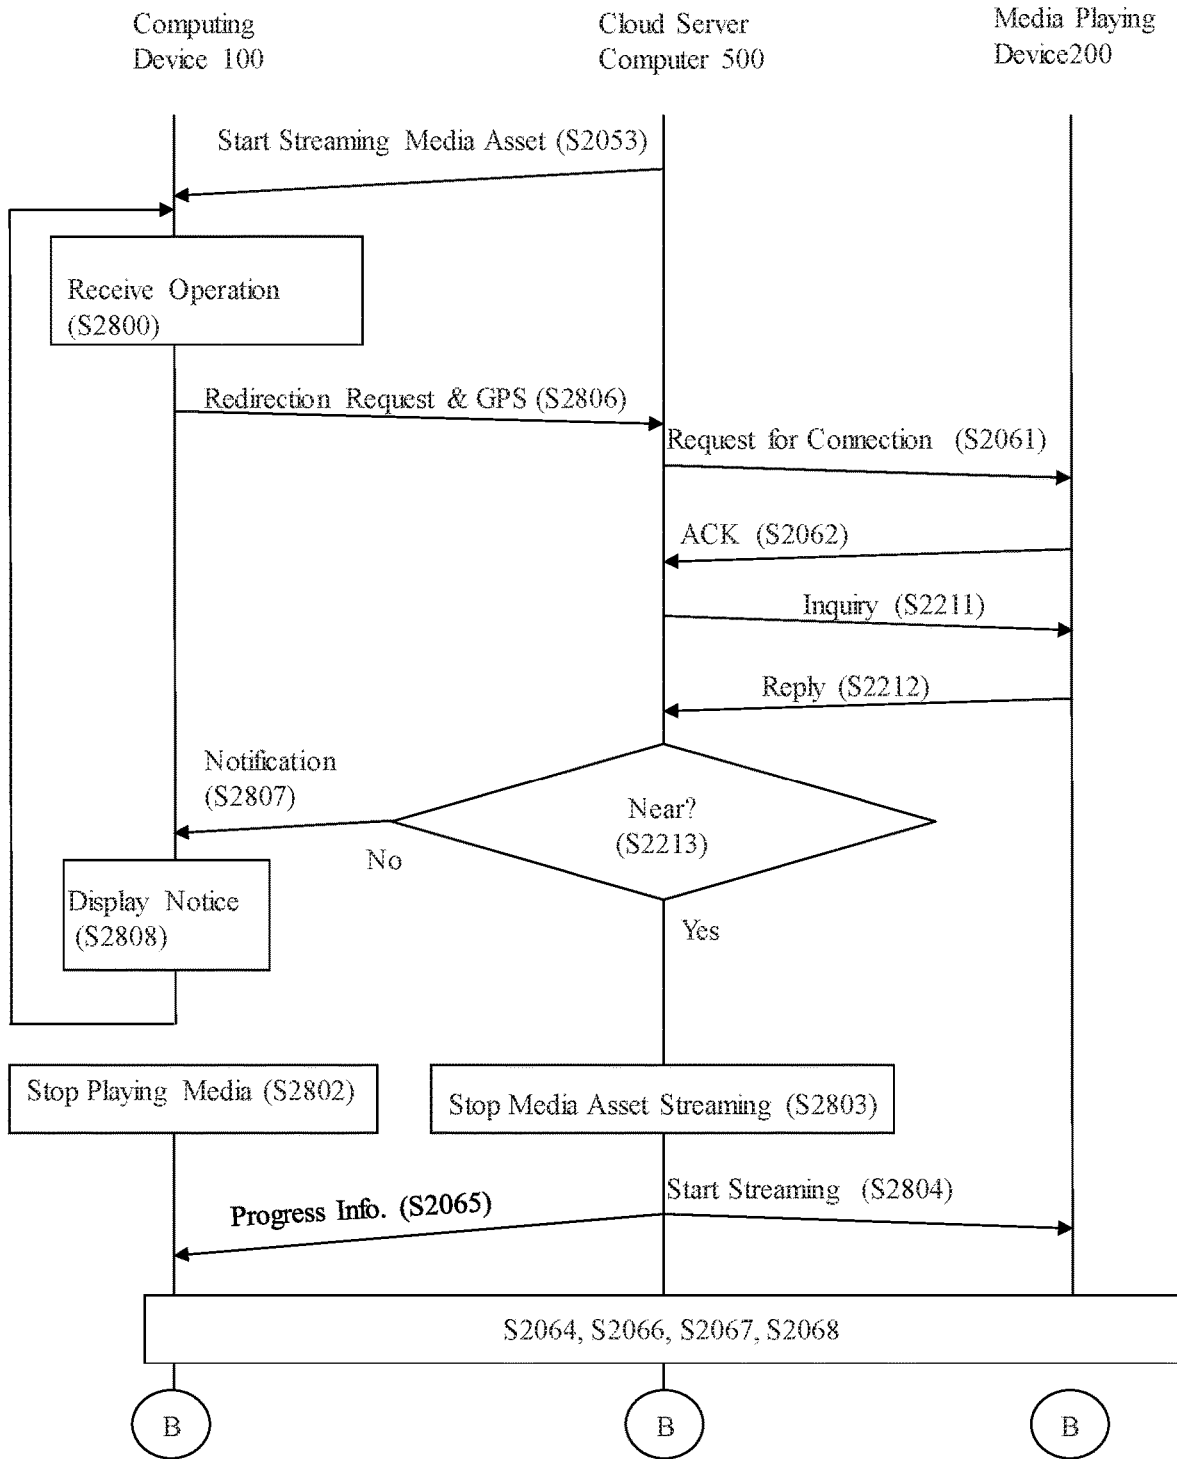 Computing
Device 100
Cloud Server
Computer 500
Media Playing
Device200
Start Streaming Media Asset (S2053)
Receive Operation
(S2800)
Redirection Request & GPS (S2806)
Request for Connection (S2061)
ACK (S2062)
Inquiry (S2211)
Reply (S2212)
Notification
(S2807)
Near?
(S2213)
No
Display Notice
(S2808)
Yes
Stop Playing Media (S2802)
Stop Media Asset Streaming (S2803)
Start Streaming (S2804)
Progress Info. (S2065)
S2064, S2066, S2067, S2068
B
B
B